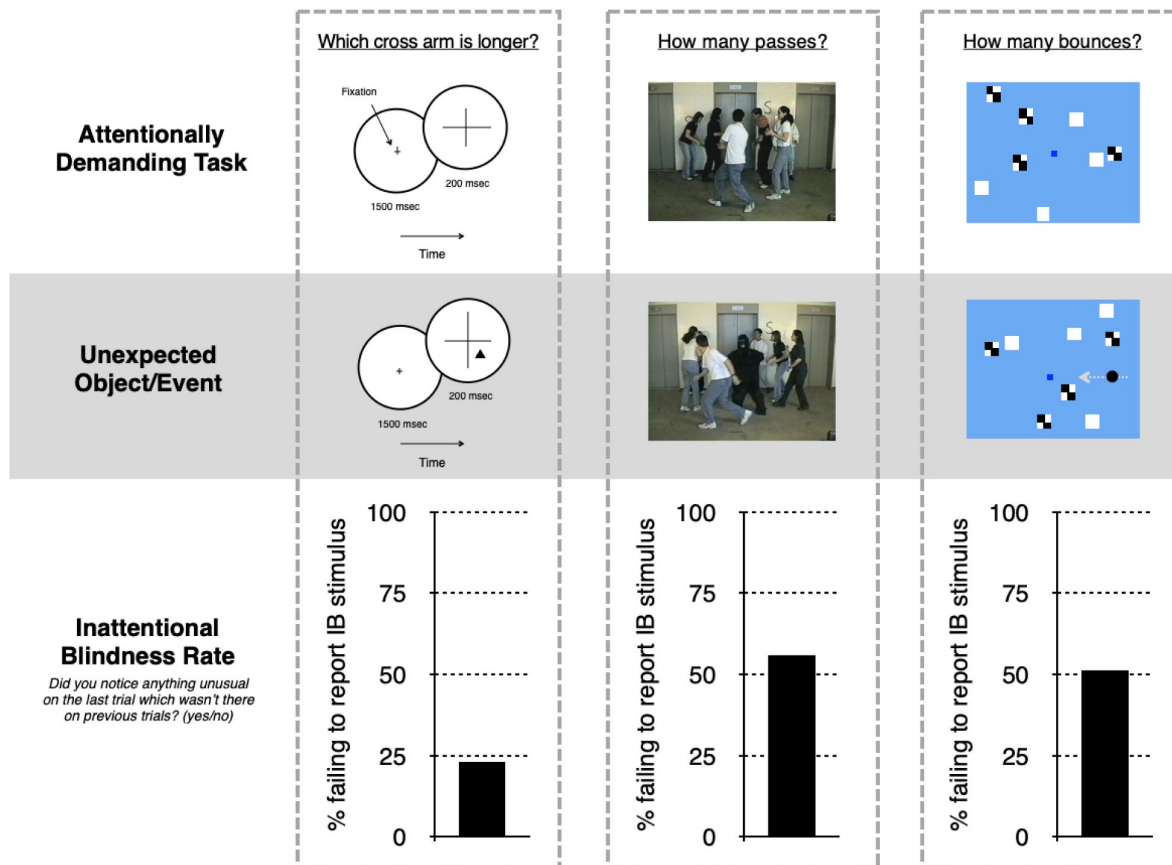 Which cross arm is longer?
How many passes?
How many bounces?
Attentionally
Demanding Task
Fixation
1500 msec
200 msec
Time
S
Unexpected
Object/Event
1500 msec
200 msec
Time
S
Inattentional
Blindness Rate
Did you notice anything unusual
on the last trial which wasn't there
on previous trials? (yes/no)
% failing to report IB stimulus
100
75
50
25
0
% failing to report IB stimulus
100
75
50
25
0
% failing to report IB stimulus
100
75
50
25
0